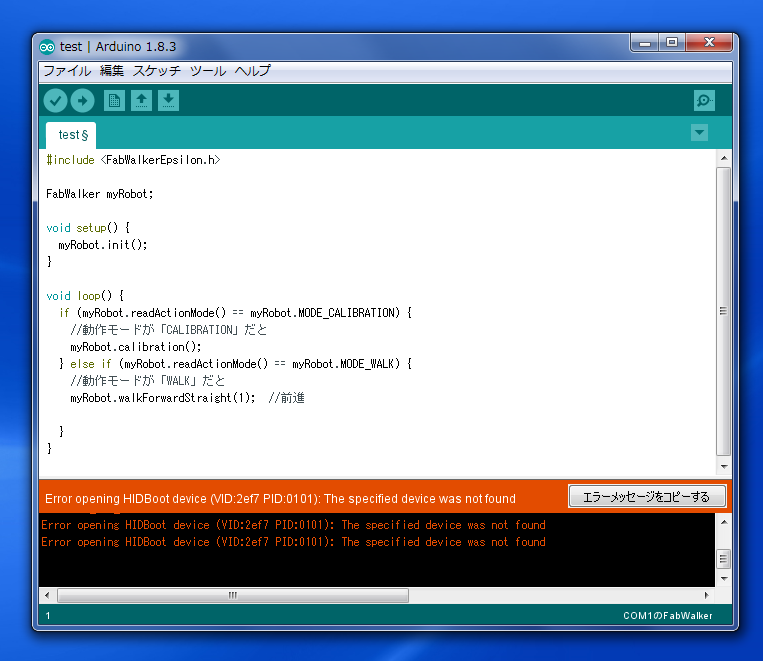 test | Arduino 1.8.3
ファイル 編集 スケッチ ツール ヘルプ
test §
#include <FabWalkerEpsilon.h>
FabWalker myRobot;
void setup() {
myRobot.init();
}
void loop() {
if (myRobot.readActionMode() == myRobot.MODE_CALIBRATION) {
//動作モードが「CALIBRATION」だと
myRobot.calibration();
} else if (myRobot.readActionMode() == myRobot.MODE_WALK) {
//動作モードが「WALK」だと
myRobot.walkForwardStraight(1); //前進
}
}
Error opening HIDBoot device (VID:2ef7 PID:0101): The specified device was not found
エラーメッセージをコピーする
Error opening HIDBoot device (VID:2ef7 PID:0101): The specified device was not found
Error opening HIDBoot device (VID:2ef7 PID:0101): The specified device was not found
1
COM1のFabWalker